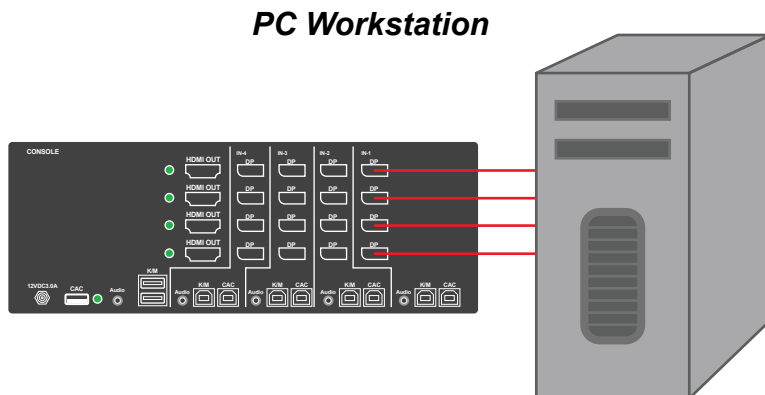 PC Workstation
CONSOLE
IN-4 IN-3 IN-2 IN-1
HDMI OUT DP DP DP DP
HDMI OUT DP DP DP DP
HDMI OUT DP DP DP DP
HDMI OUT DP DP DP DP
K/M
12VDC3.0A CAC Audio Audio K/M CAC Audio K/M CAC Audio K/M CAC Audio K/M CAC